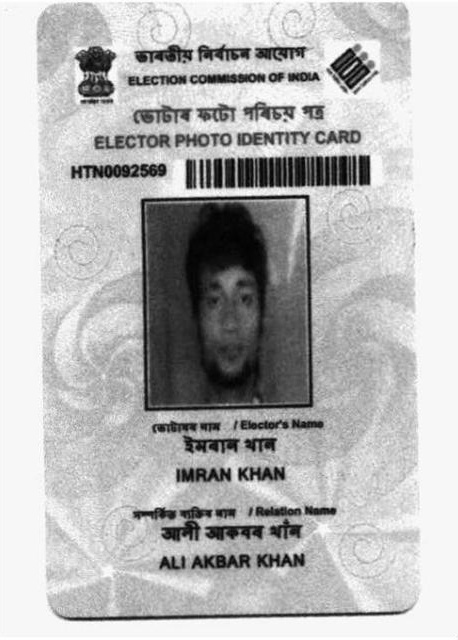 ভাৰতীয় নিৰ্বাচন আয়োগ
ELECTION COMMISSION OF INDIA
ভোটাৰ ফটো পৰিচয় পত্ৰ
ELECTOR PHOTO IDENTITY CARD
HTN0092569
ভোটাৰৰ নাম / Elector's Name
ইমৰান খান
IMRAN KHAN
সম্পৰ্কিত ব্যক্তিৰ নাম / Relation Name
আলী আকবৰ খাঁন
ALI AKBAR KHAN